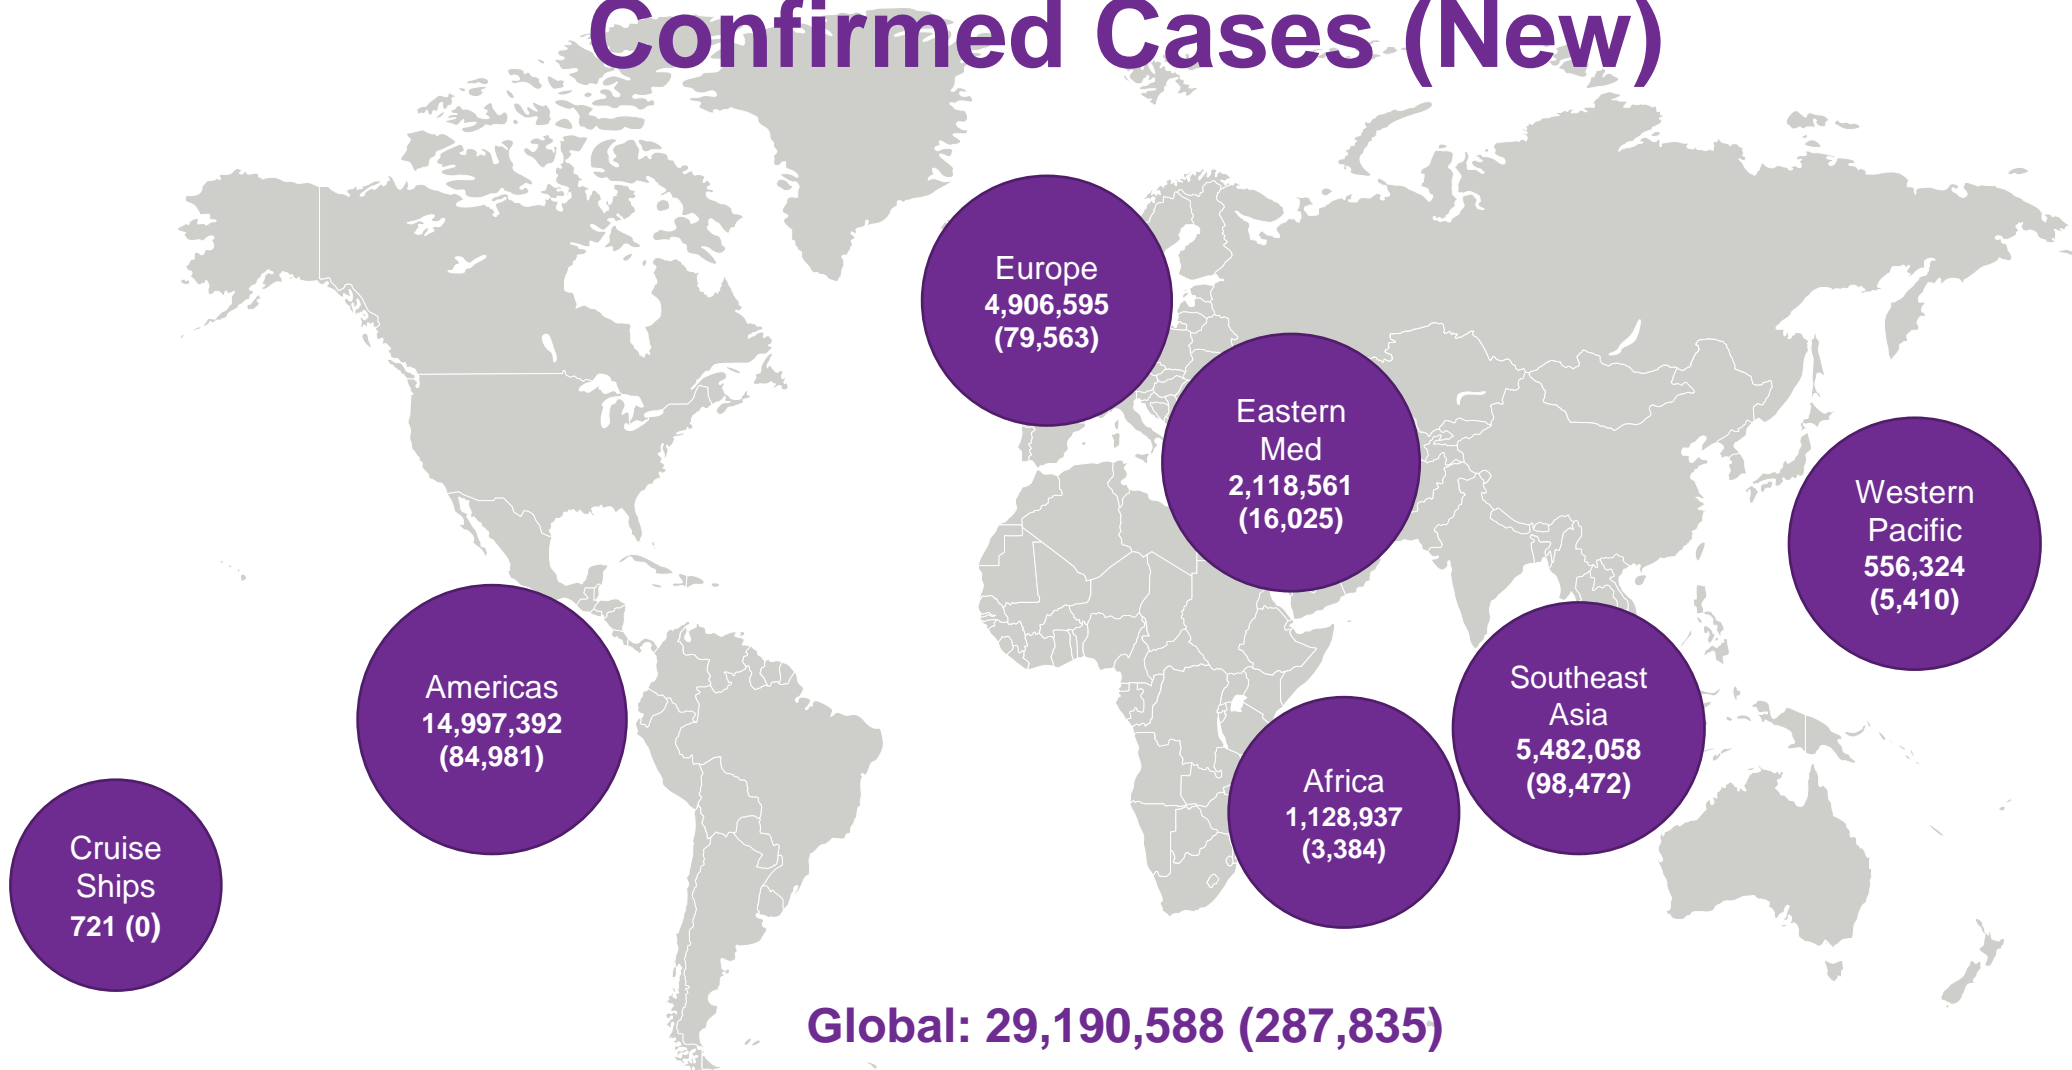 Confirmed Cases (New)
Europe
4,906,595
(79,563)
Eastern
Med
2,118,561
(16,025)
Western
Pacific
556,324
(5,410)
Americas
14,997,392
(84,981)
Southeast
Asia
5,482,058
(98,472)
Africa
1,128,937
(3,384)
Cruise
Ships
721 (0)
Global: 29,190,588 (287,835)